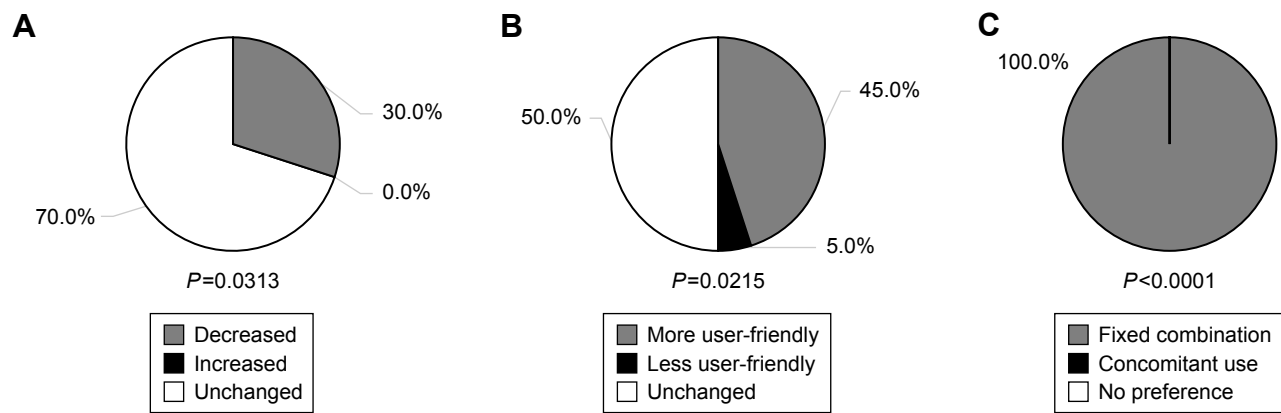 A
30.0%
0.0%
70.0%
P=0.0313
Decreased
Increased
Unchanged
B
45.0%
50.0%
5.0%
P=0.0215
More user-friendly
Less user-friendly
Unchanged
C
100.0%
P<0.0001
Fixed combination
Concomitant use
No preference